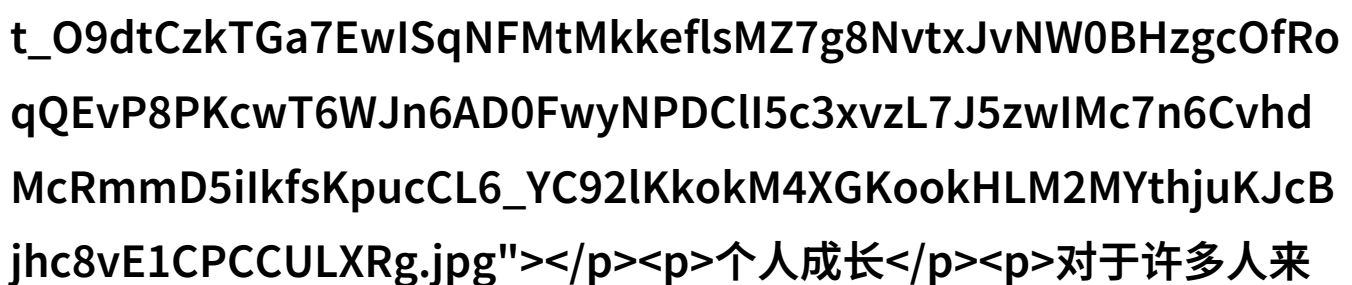 t_O9dtCzkTGa7EwISqNFMtMkkeflsMZ7g8NvtxJvNW0BHzgcOfRo
qQEvP8PKcwT6WJn6AD0FwyNPDClI5c3xvzL7J5zwIMc7n6Cvhd
McRmmD5iIkfsKpucCL6_YC92lKkokM4XGKookHLM2MYthjuKJcB
jhc8vE1CPCCULXRg.jpg"></p><p>个人成长</p><p>对于许多人来